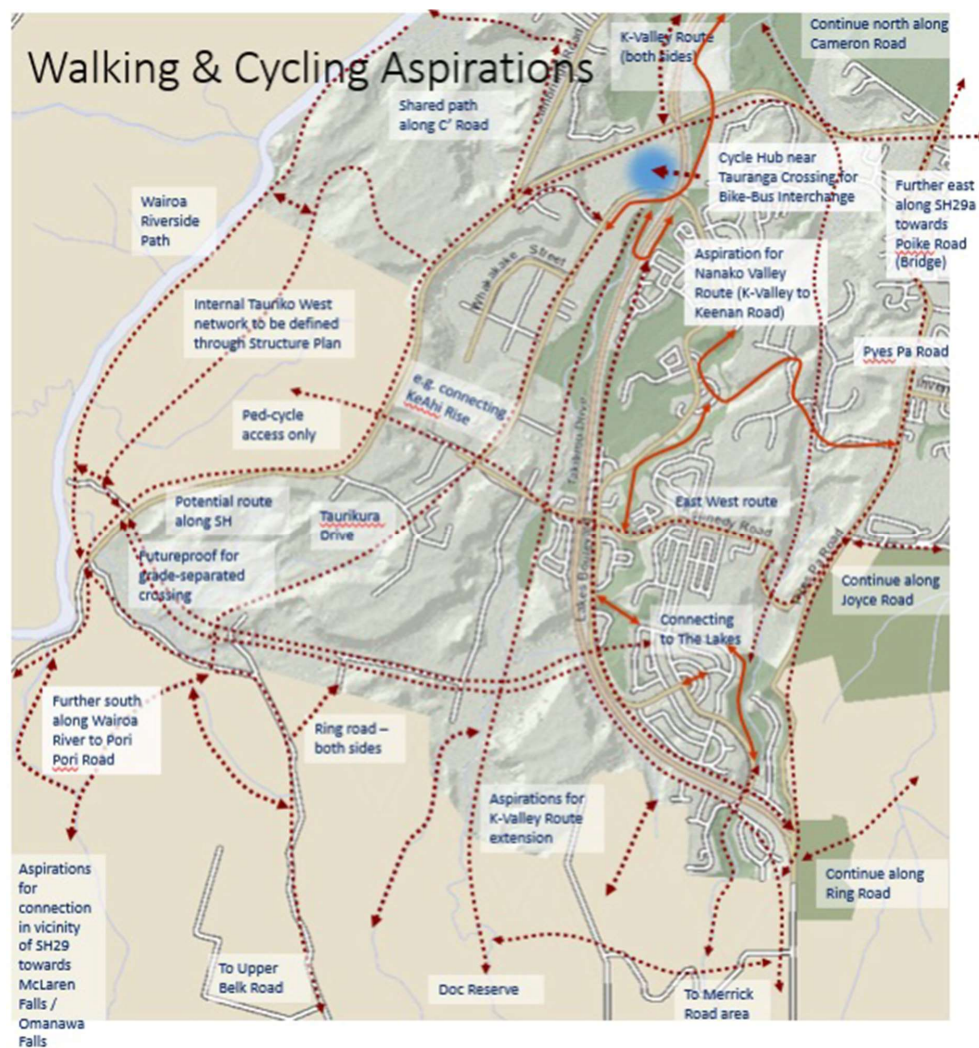 Walking & Cycling Aspirations
K-Valley Route
(both sides)
Continue north along
Cameron Road
Shared path
along C' Road
Cycle Hub near
Tauranga Crossing for
Bike-Bus Interchange
Further east
along SH29a
towards
Poike Road
(Bridge)
Wairoa
Riverside
Path
Whakakake Street
Aspiration for
Nanako Valley
Route (K-Valley to
Keenan Road)
Internal Tauriko West
network to be defined
through Structure Plan
Pyes Pa Road
e.g. connecting
KeAhi Rise
Ped-cycle
access only
Takitimu Drive
Potential route
along SH
Taurikura
Drive
East West route
Road
Pyes Pa Road
Futureproof for
grade-separated
crossing
Continue along
Joyce Road
Connecting
to The Lakes
Further south
along Wairoa
River to Pori
Pori Road
Ring road –
both sides
Aspirations for
K-Valley Route
extension
Continue along
Ring Road
Aspirations
for
connection
in vicinity
of SH29
towards
McLaren
Falls /
Omanawa
Falls
To Upper
Belk Road
Doc Reserve
To Merrick
Road area